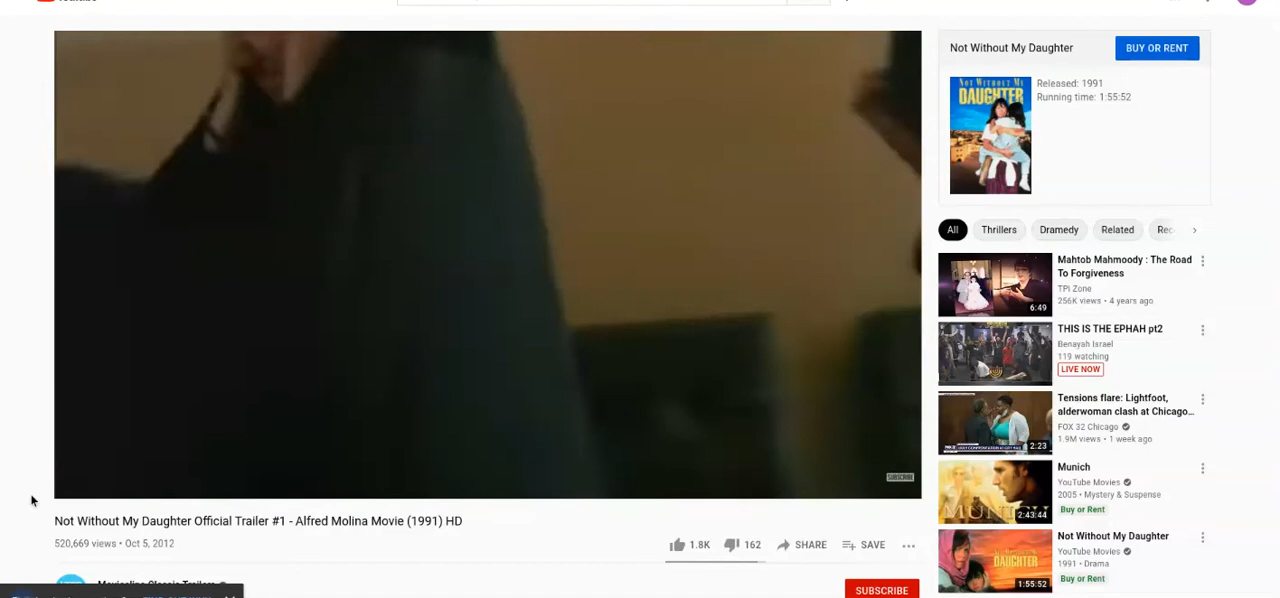 SUBSCRIBE
Not Without My Daughter Official Trailer #1 - Alfred Molina Movie (1991) HD
520,669 views • Oct 5, 2012
1.8K
162
SHARE
SAVE
SUBSCRIBE
Not Without My Daughter
BUY OR RENT
NOT WITHOUT MY
DAUGHTER
Released: 1991
Running time: 1:55:52
All
Thrillers
Dramedy
Related
Mahtob Mahmoody : The Road
To Forgiveness
TPi Zone
256K views • 4 years ago
6:49
THIS IS THE EPHAH pt2
Benayah Israel
119 watching
LIVE NOW
Tensions flare: Lightfoot,
alderwoman clash at Chicago...
FOX 32 Chicago
1.9M views • 1 week ago
2:23
Munich
YouTube Movies
2005 • Mystery & Suspense
Buy or Rent
MUNICH
2:43:44
Not Without My Daughter
YouTube Movies
1991 • Drama
Buy or Rent
DAUGHTER
1:55:52